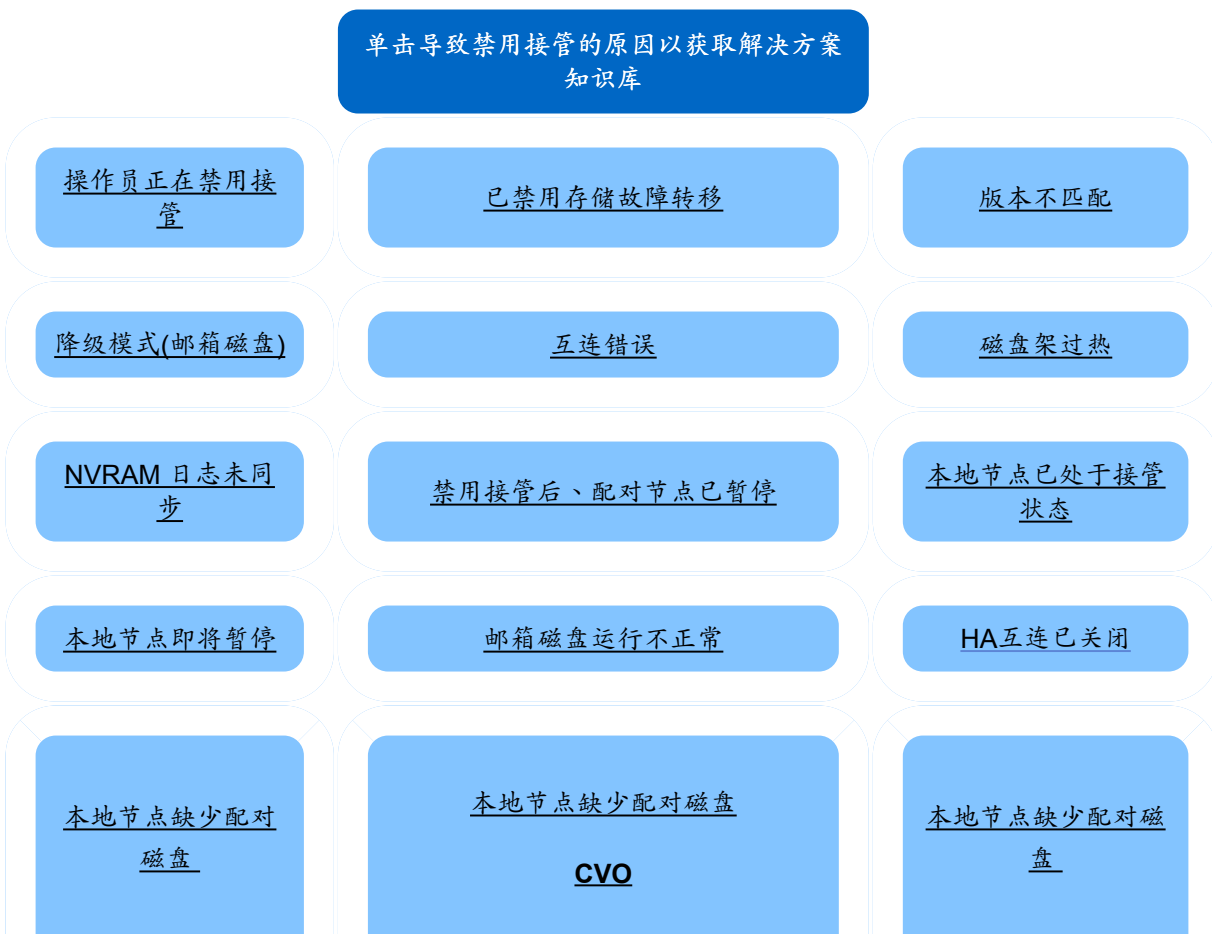 单击导致禁用接管的原因以获取解决方案
知识库
操作员正在禁用接
管
已禁用存储故障转移
版本不匹配
降级模式(邮箱磁盘)
互连错误
磁盘架过热
NVRAM 日志未同
步
禁用接管后、配对节点已暂停
本地节点已处于接管
状态
本地节点即将暂停
邮箱磁盘运行不正常
HA互连已关闭
本地节点缺少配对
磁盘
本地节点缺少配对磁盘
CVO
本地节点缺少配对磁
盘